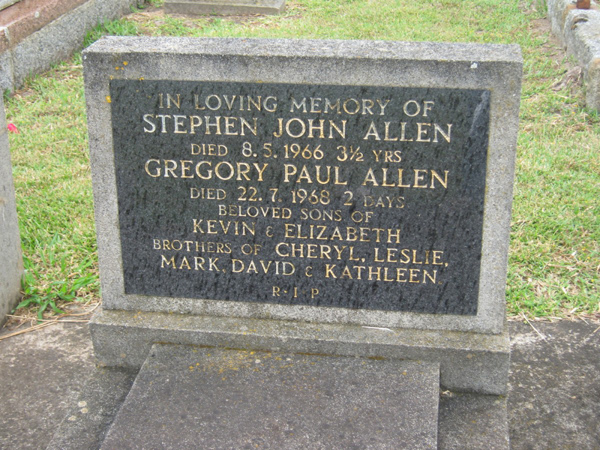 IN LOVING MEMORY OF
STEPHEN JOHN ALLEN
DIED 8.5.1966 3½ YRS
GREGORY PAUL ALLEN
DIED 22.7.1968 2 DAYS
BELOVED SONS OF
KEVIN & ELIZABETH
BROTHERS OF CHERYL, LESLIE,
MARK, DAVID & KATHLEEN
R·I·P